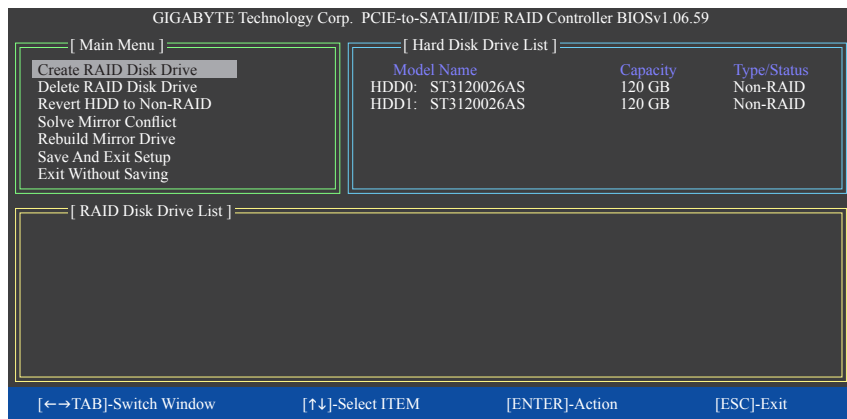 GIGABYTE Technology Corp. PCIE-to-SATAII/IDE RAID Controller BIOSv1.06.59
[ Main Menu ]
Create RAID Disk Drive
Delete RAID Disk Drive
Revert HDD to Non-RAID
Solve Mirror Conflict
Rebuild Mirror Drive
Save And Exit Setup
Exit Without Saving
[ Hard Disk Drive List ]
Model Name Capacity Type/Status
HDD0: ST3120026AS 120 GB Non-RAID
HDD1: ST3120026AS 120 GB Non-RAID
[ RAID Disk Drive List ]
[←→TAB]-Switch Window [↑↓]-Select ITEM [ENTER]-Action [ESC]-Exit